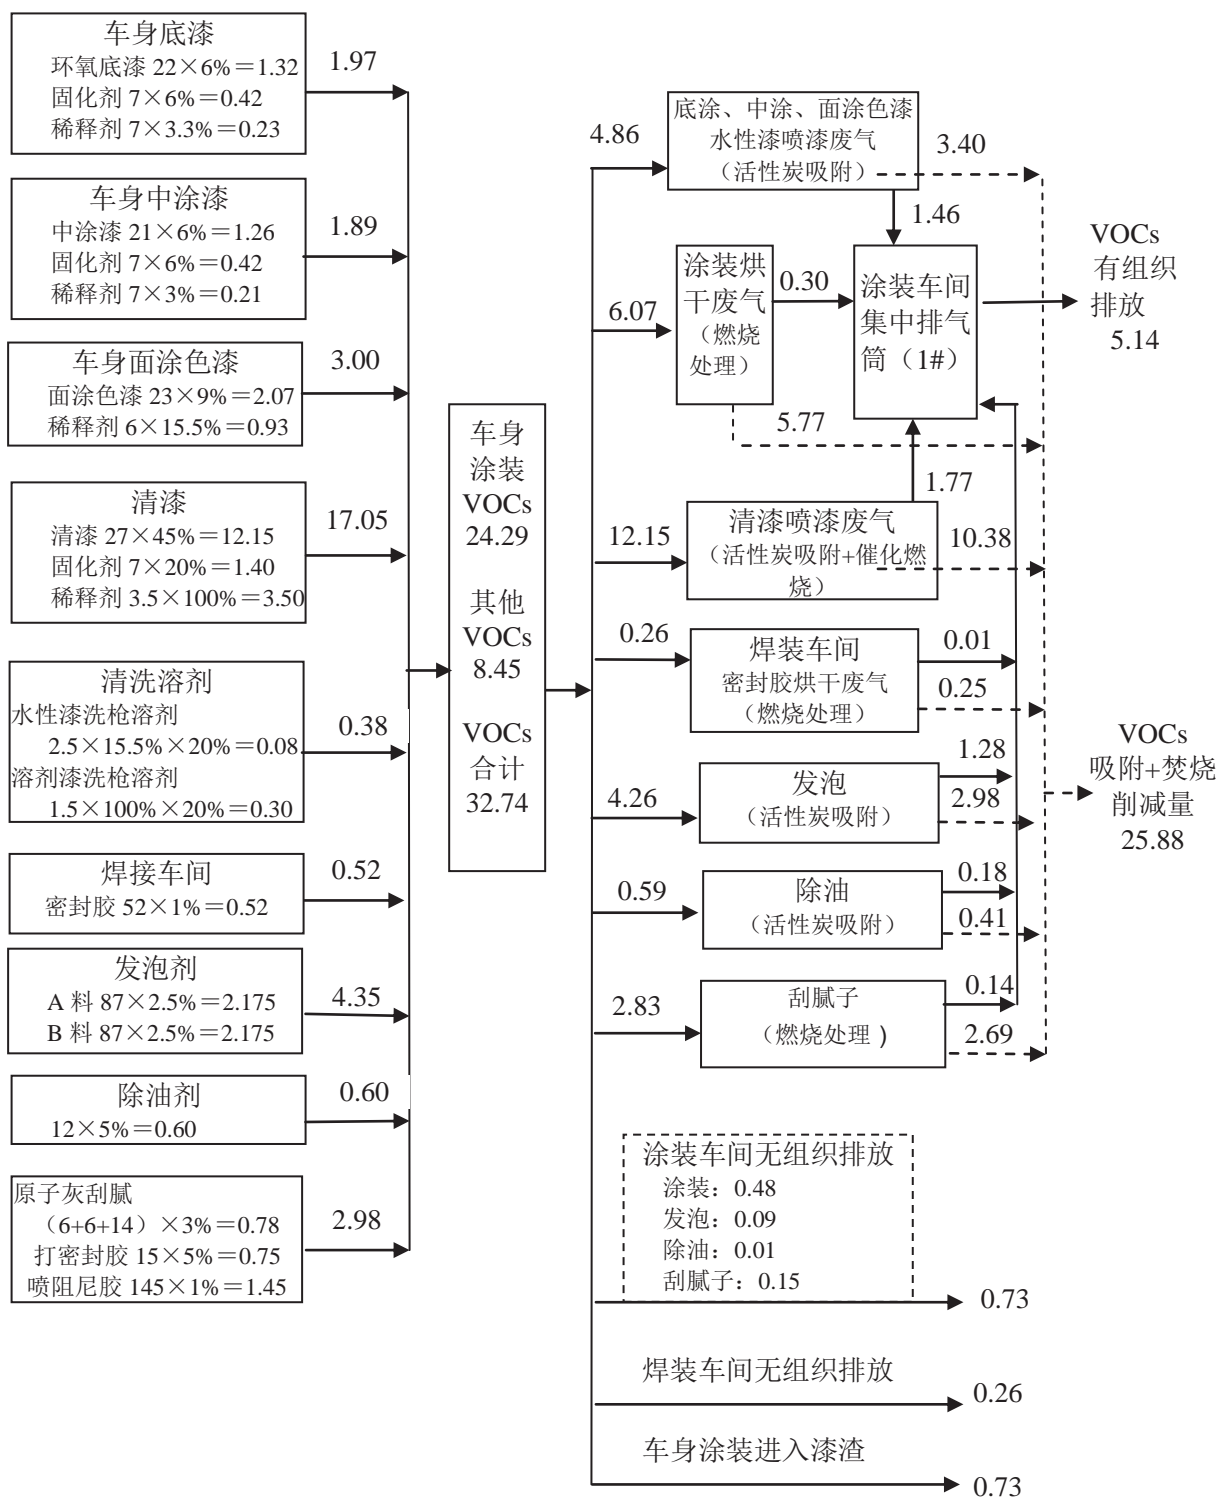 车身底漆
环氧底漆 22×6%＝1.32
固化剂 7×6%＝0.42
稀释剂 7×3.3%＝0.23
1.97
车身中涂漆
中涂漆 21×6%＝1.26
固化剂 7×6%＝0.42
稀释剂 7×3%＝0.21
1.89
车身面涂色漆
面涂色漆 23×9%＝2.07
稀释剂 6×15.5%＝0.93
3.00
清漆
清漆 27×45%＝12.15
固化剂 7×20%＝1.40
稀释剂 3.5×100%＝3.50
17.05
清洗溶剂
水性漆洗枪溶剂
2.5×15.5%×20%＝0.08
溶剂漆洗枪溶剂
1.5×100%×20%＝0.30
0.38
焊接车间
密封胶 52×1%＝0.52
0.52
发泡剂
A 料 87×2.5%＝2.175
B 料 87×2.5%＝2.175
4.35
除油剂
12×5%＝0.60
0.60
原子灰刮腻
（6+6+14）×3%＝0.78
打密封胶 15×5%＝0.75
喷阻尼胶 145×1%＝1.45
2.98
车身
涂装
VOCs
24.29
其他
VOCs
8.45
VOCs
合计
32.74
4.86
底涂、中涂、面涂色漆
水性漆喷漆废气
（活性炭吸附）
3.40
1.46
6.07
涂装烘
干废气
（燃烧
处理）
0.30
5.77
涂装车间
集中排气
筒（1#）
VOCs
有组织
排放
5.14
1.77
12.15
清漆喷漆废气
（活性炭吸附+催化燃
烧）
10.38
0.26
焊装车间
密封胶烘干废气
（燃烧处理）
0.01
0.25
4.26
发泡
（活性炭吸附）
1.28
2.98
VOCs
吸附+焚烧
削减量
25.88
0.59
除油
（活性炭吸附）
0.18
0.41
2.83
刮腻子
（燃烧处理）
0.14
2.69
涂装车间无组织排放
涂装：0.48
发泡：0.09
除油：0.01
刮腻子：0.15
0.73
焊装车间无组织排放
0.26
车身涂装进入漆渣
0.73